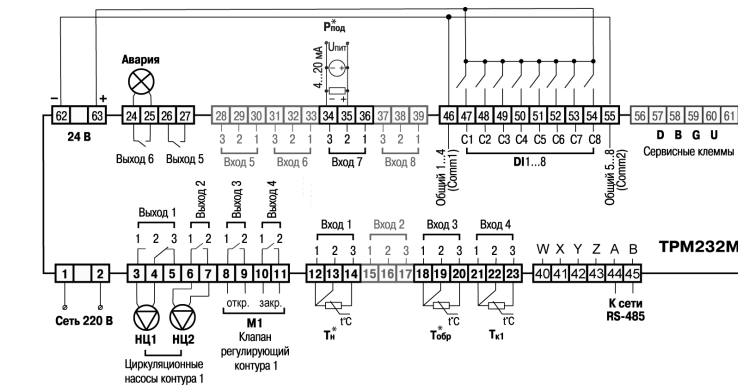 Pпод*
4...20 мА
Uпит
− +
− +
Авария
− +
62 63 24 25 26 27 28 29 30 31 32 33 34 35 36 37 38 39 46 47 48 49 50 51 52 53 54 55 56 57 58 59 60 61
24 В
3 2 1 3 2 1 3 2 1 3 2 1
C1 C2 C3 C4 C5 C6 C7 C8
D B G U
Сервисные клеммы
Выход 6 Выход 5
Вход 5 Вход 6 Вход 7 Вход 8
Общий 1...4
(Comm1)
DI1...8
Общий 5...8
(Comm2)
Выход 1
Выход 2
Выход 3
Выход 4
Вход 1 Вход 2 Вход 3 Вход 4
1 2 3 1 2 1 2 1 2
1 2 3 1 2 3 1 2 3 1 2 3
W X Y Z A B
ТРМ232М
1 2 3 4 5 6 7 8 9 10 11 12 13 14 15 16 17 18 19 20 21 22 23 40 41 42 43 44 45
Сеть 220 В
НЦ1 НЦ2
Циркуляционные
насосы контура 1
откр. закр.
М1
Клапан
регулирующий
контура 1
t°C
Tн*
t°C
Tобр*
t°C
Tк1
К сети
RS-485